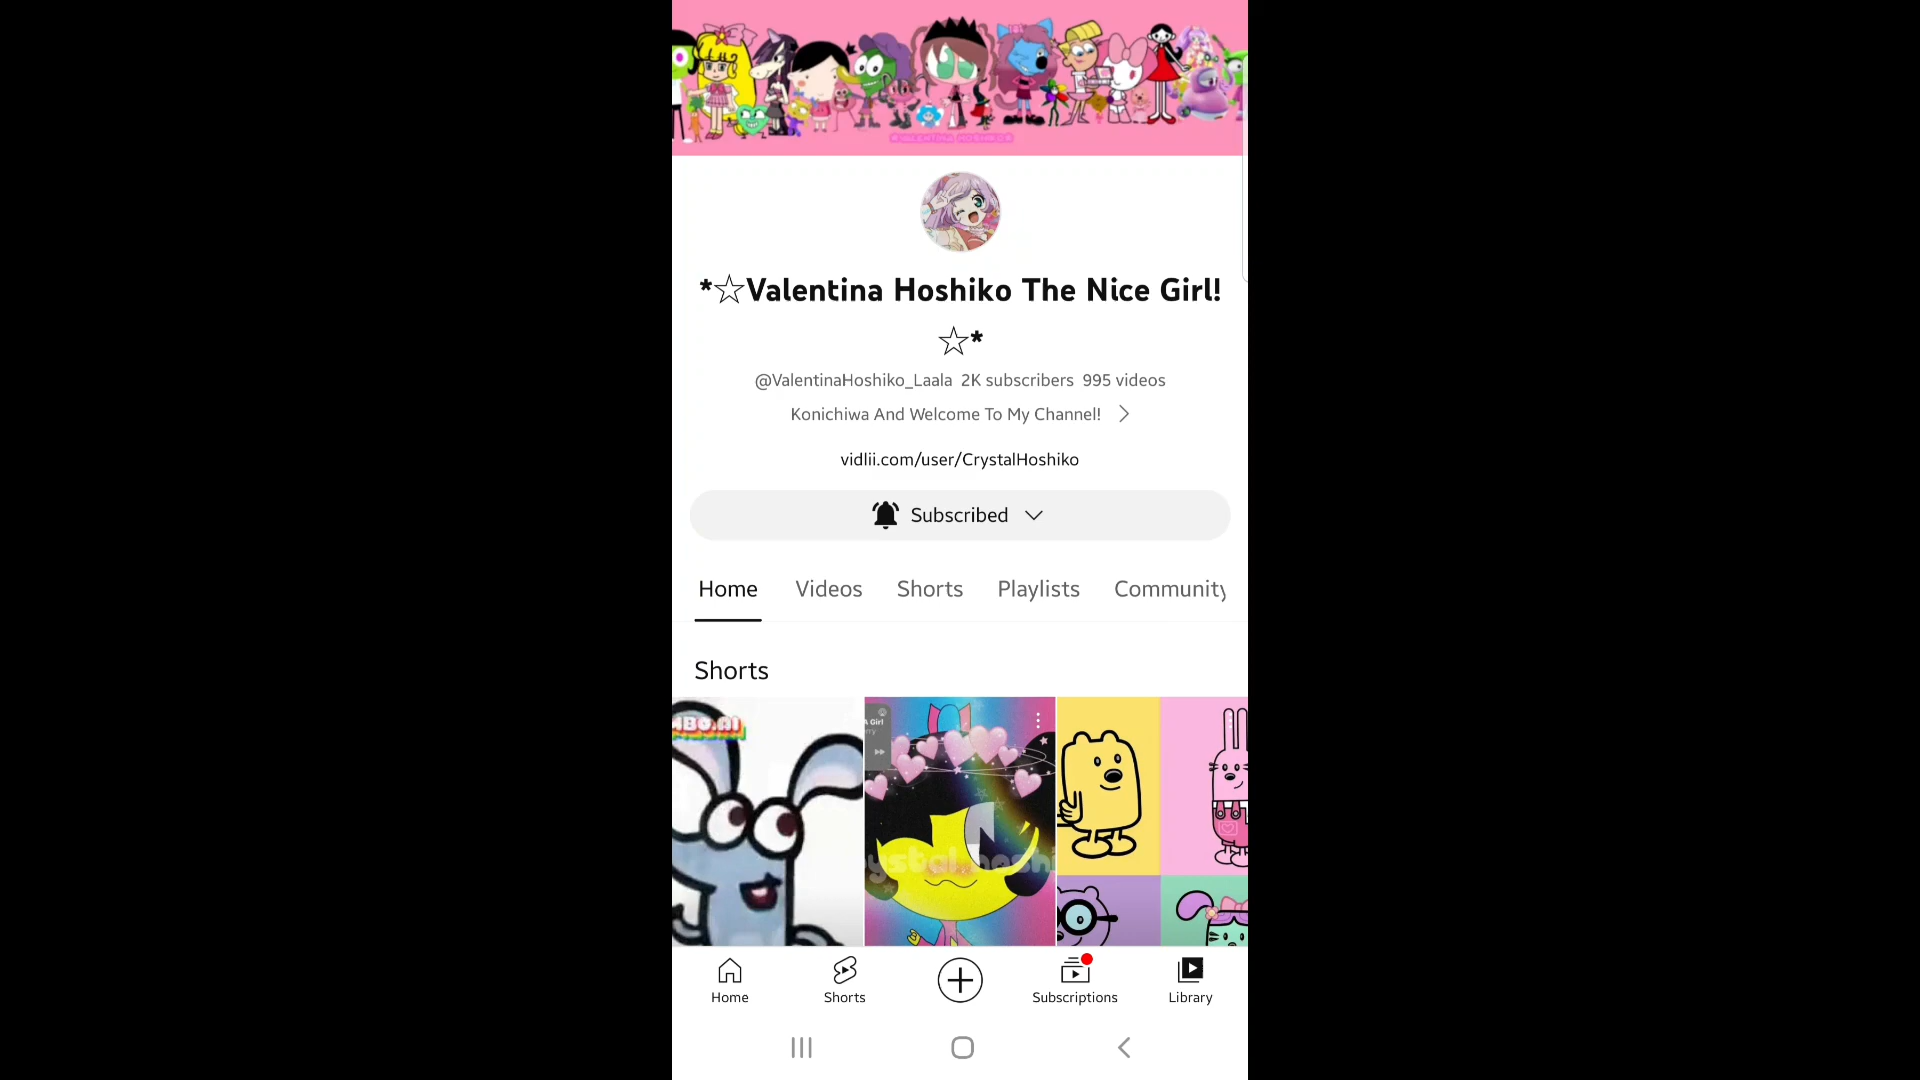 *☆Valentina Hoshiko The Nice Girl!
☆*
@ValentinaHoshiko_Laala 2K subscribers 995 videos
Konichiwa And Welcome To My Channel!
vidlii.com/user/CrystalHoshiko
Subscribed
Home Videos Shorts Playlists Community
Shorts
Girl
Home Shorts Subscriptions Library